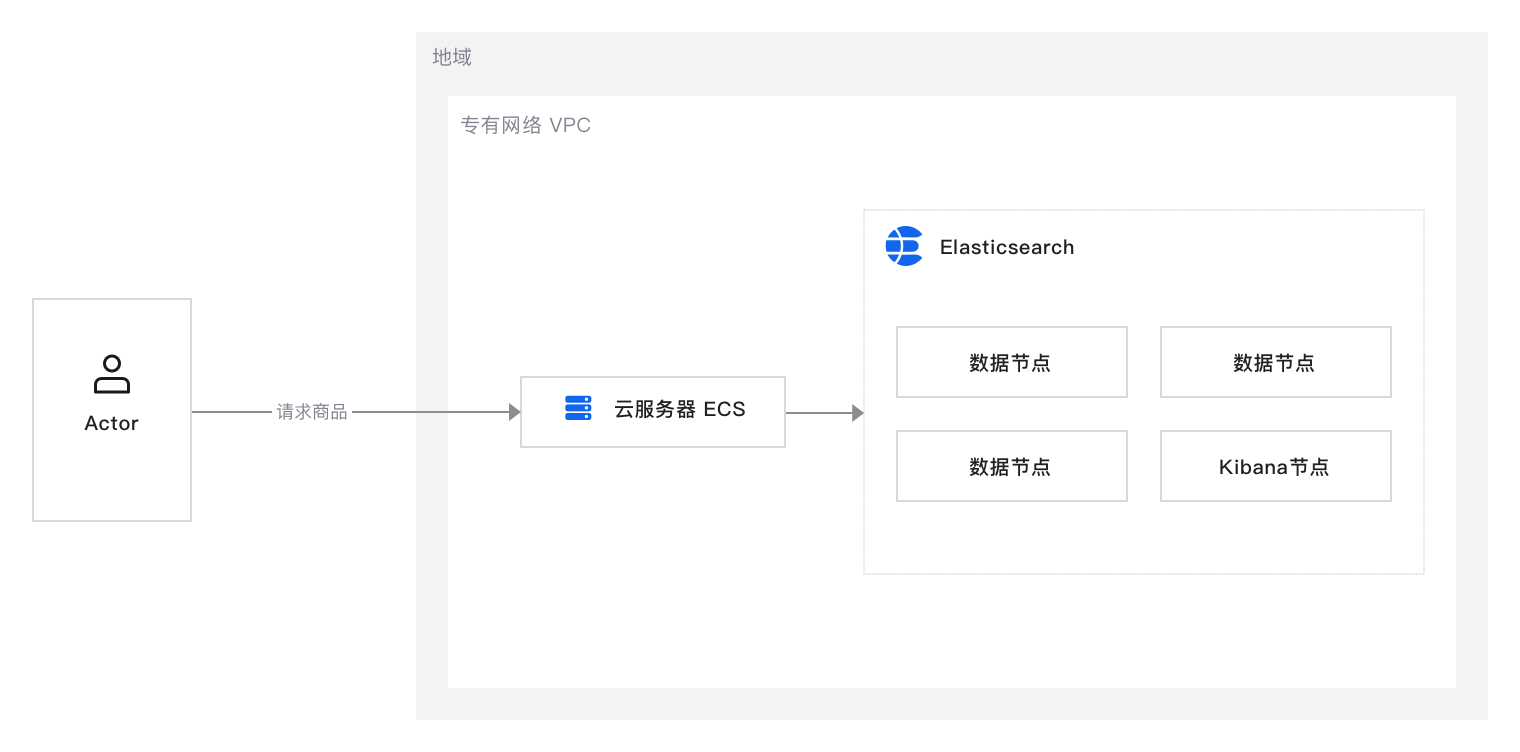 地域
专有网络 VPC
Elasticsearch
数据节点
数据节点
Actor
请求商品
云服务器 ECS
数据节点
Kibana节点